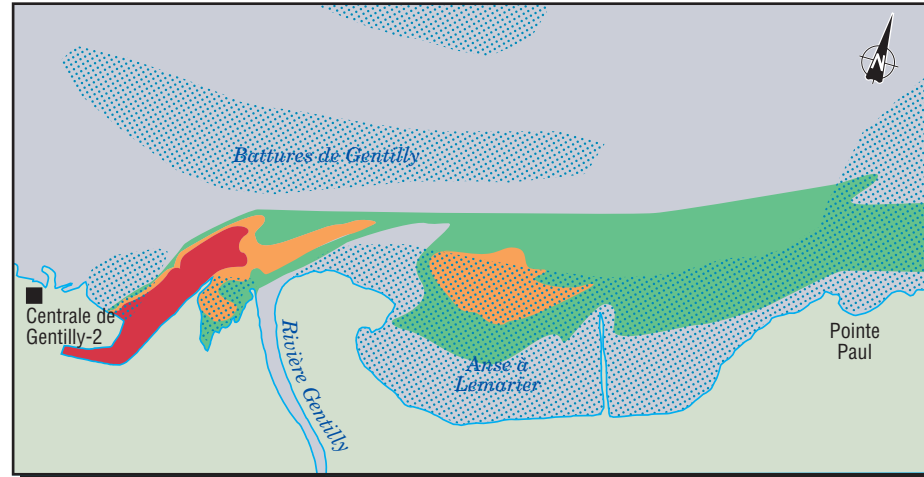 N
Battures de Gentilly
Centrale de
Gentilly-2
Rivière Gentilly
Anse à
Lemarier
Pointe
Paul